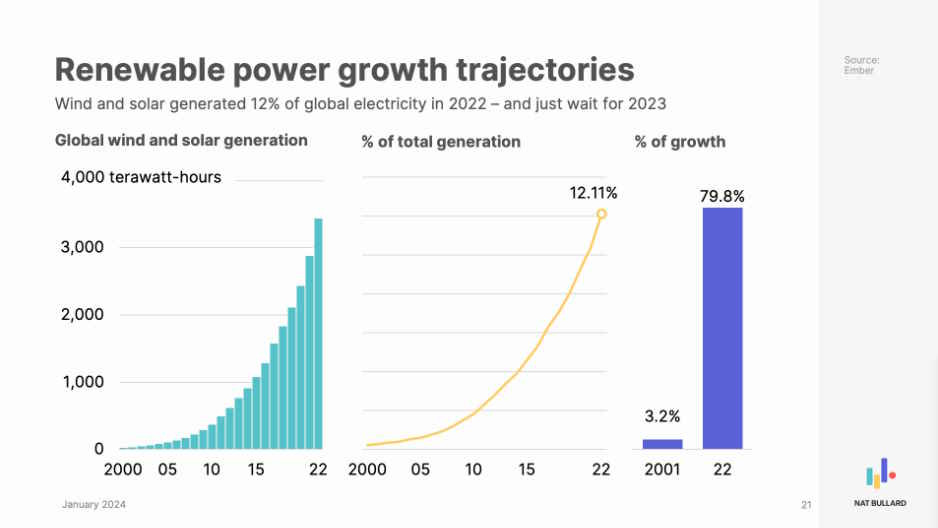 Renewable power growth trajectories
Source:
Ember
Wind and solar generated 12% of global electricity in 2022 – and just wait for 2023
Global wind and solar generation
% of total generation
% of growth
4,000 terawatt-hours
3,000
2,000
1,000
0
2000 05 10 15 22
12.11%
2000 05 10 15 22
79.8%
3.2%
2001 22
January 2024
21
NAT BULLARD